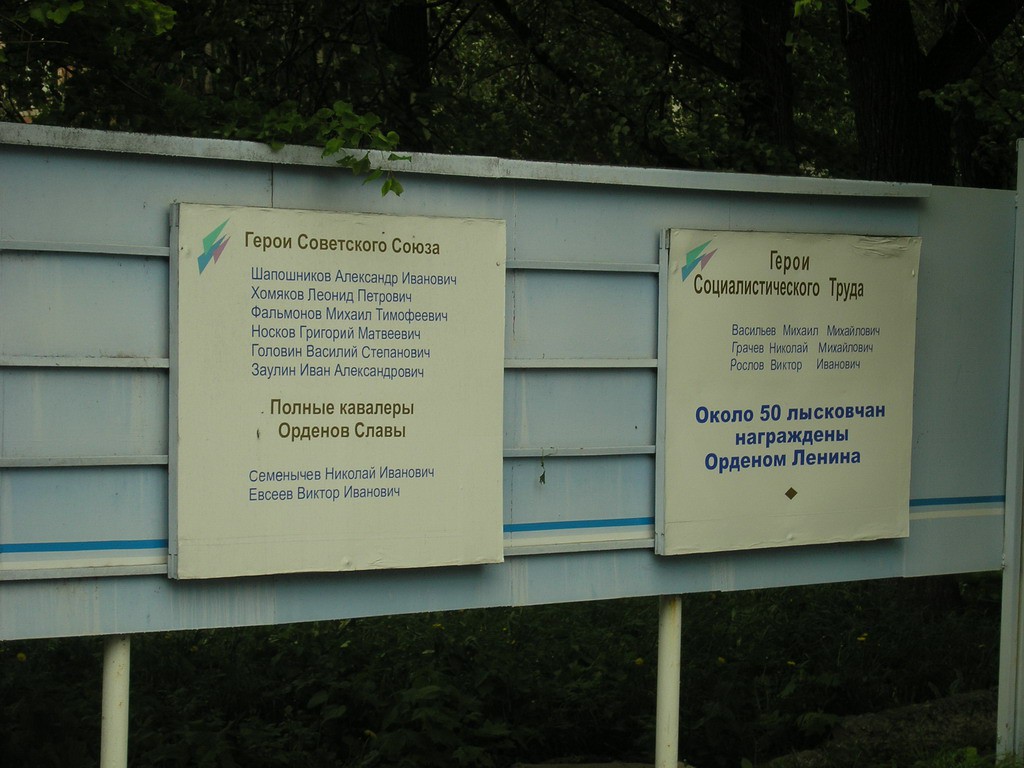 Герои Советского Союза
Шапошников Александр Иванович
Хомяков Леонид Петрович
Фальмонов Михаил Тимофеевич
Носков Григорий Матвеевич
Головин Василий Степанович
Заулин Иван Александрович
Полные кавалеры
Орденов Славы
Семенычев Николай Иванович
Евсеев Виктор Иванович
Герои
Социалистического Труда
Васильев Михаил Михайлович
Грачев Николай Михайлович
Рослов Виктор Иванович
Около 50 лысковчан
награждены
Орденом Ленина